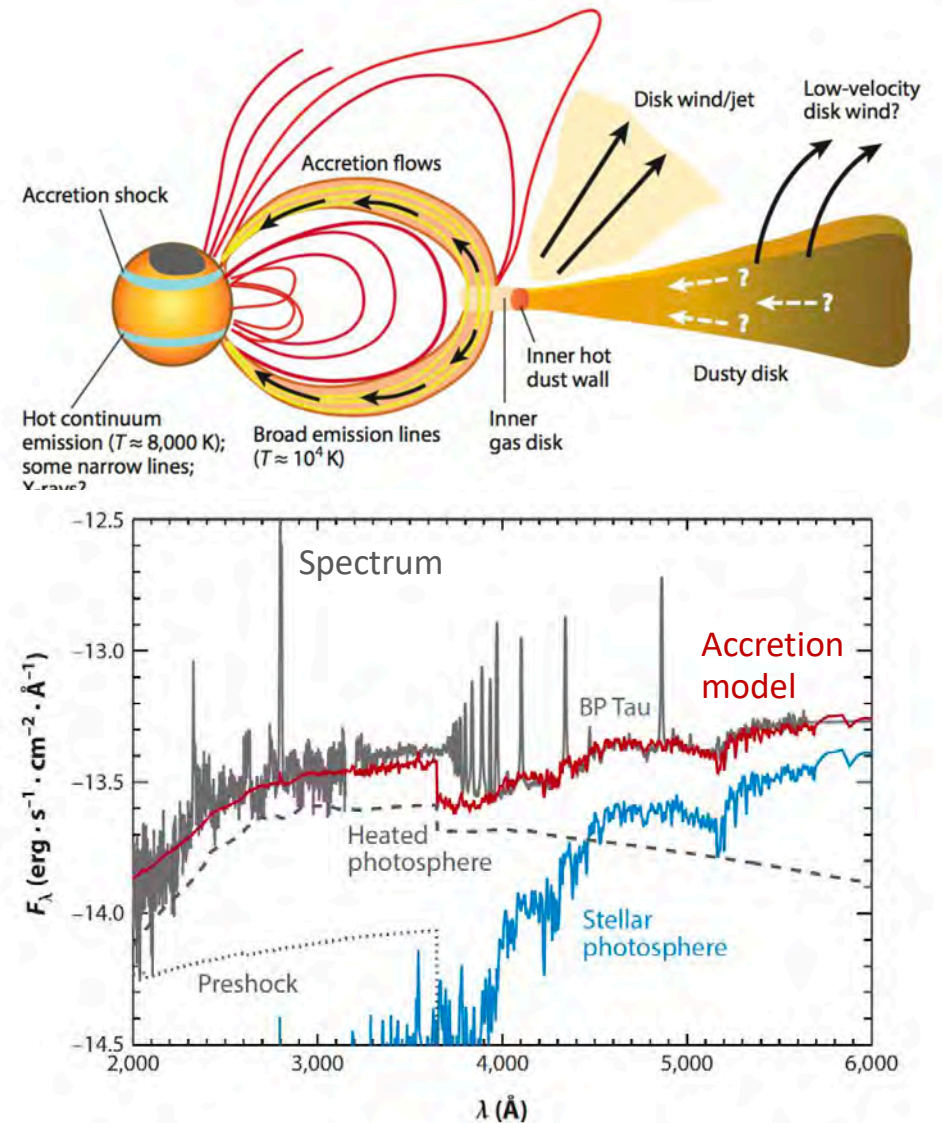 Disk wind/jet
Low-velocity
disk wind?
Accretion flows
Accretion shock
?
?
?
Inner hot
dust wall
Dusty disk
Inner
gas disk
Hot continuum
emission (T ≈ 8,000 K);
some narrow lines;
X-rays?
Broad emission lines
(T ≈ 10⁴ K)
−12.5
−13.0
−13.5
−14.0
−14.5
Fλ (erg · s⁻¹ · cm⁻² · Å⁻¹)
Spectrum
Accretion
model
BP Tau
Heated
photosphere
Stellar
photosphere
Preshock
2,000
3,000
4,000
5,000
6,000
λ (Å)